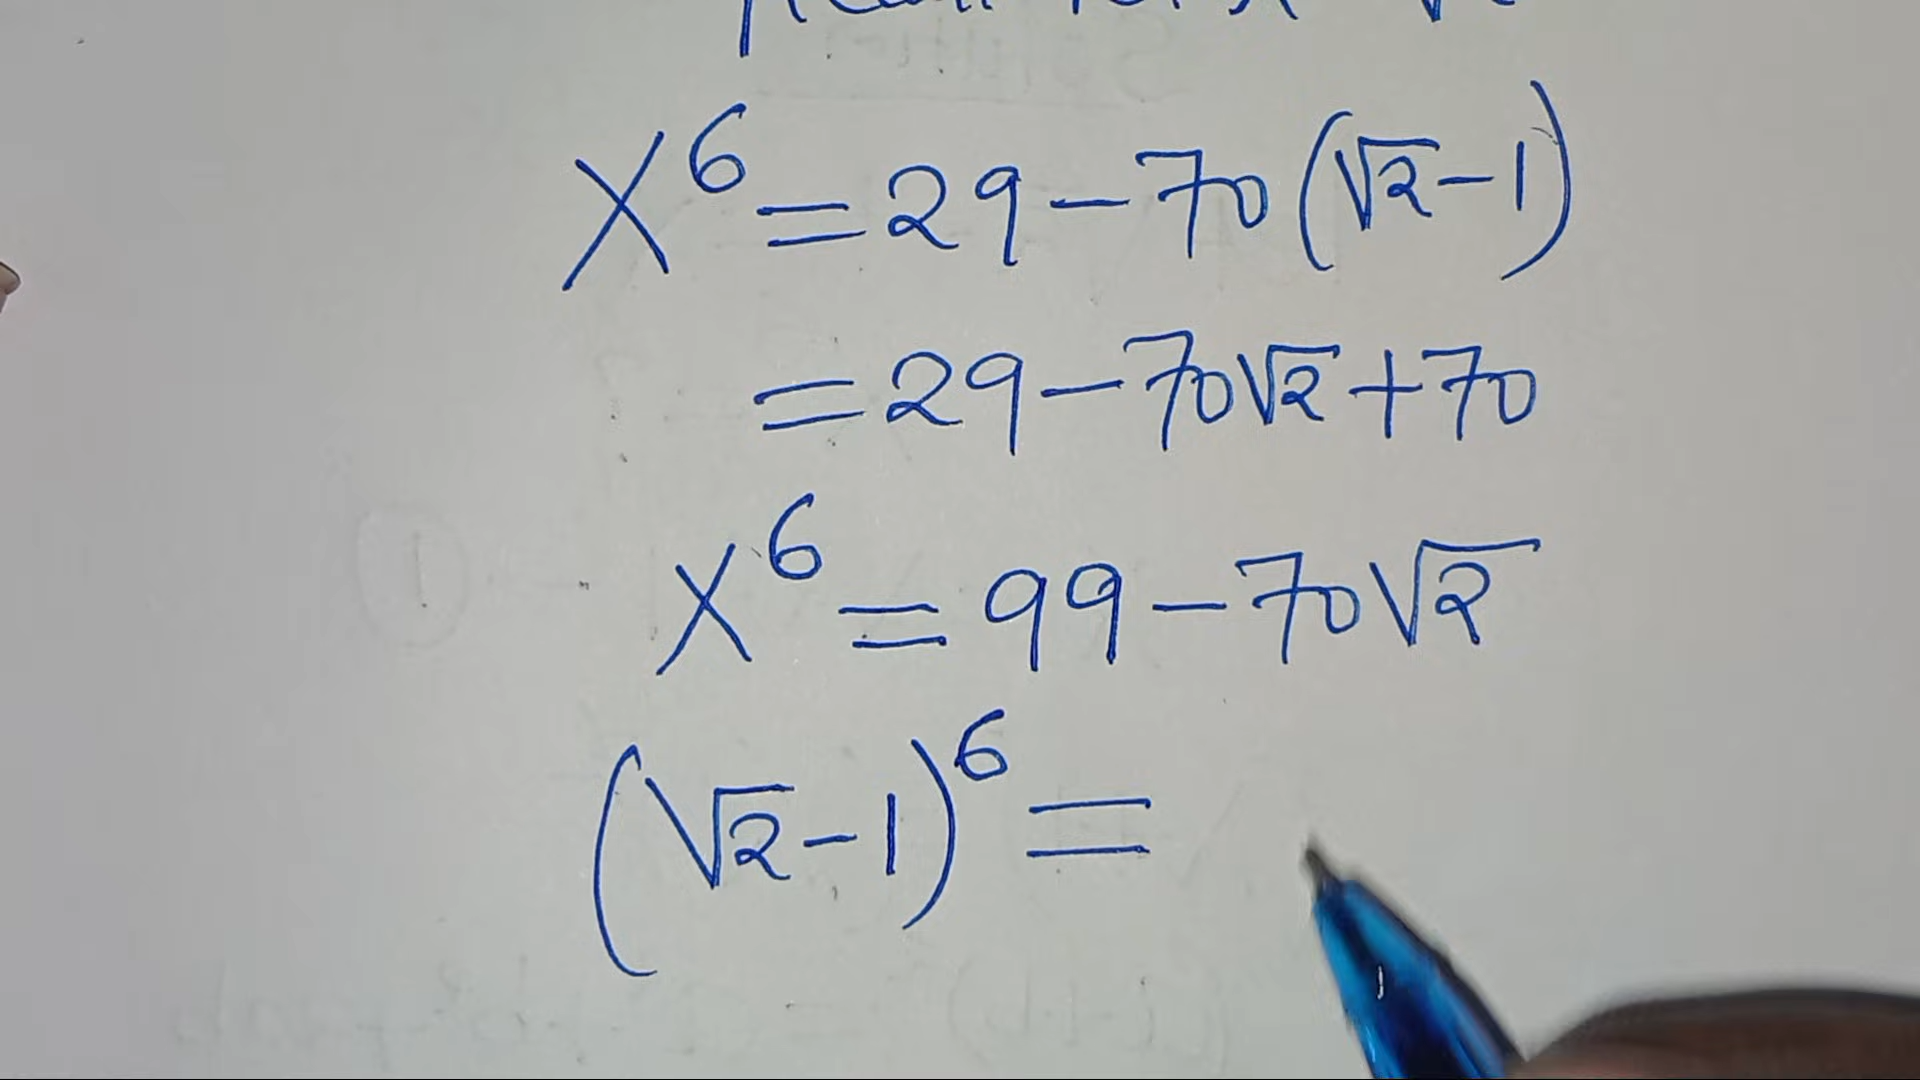 X⁶ = 29 - 70(√2 - 1)
= 29 - 70√2 + 70
X⁶ = 99 - 70√2
(√2 - 1)⁶ =